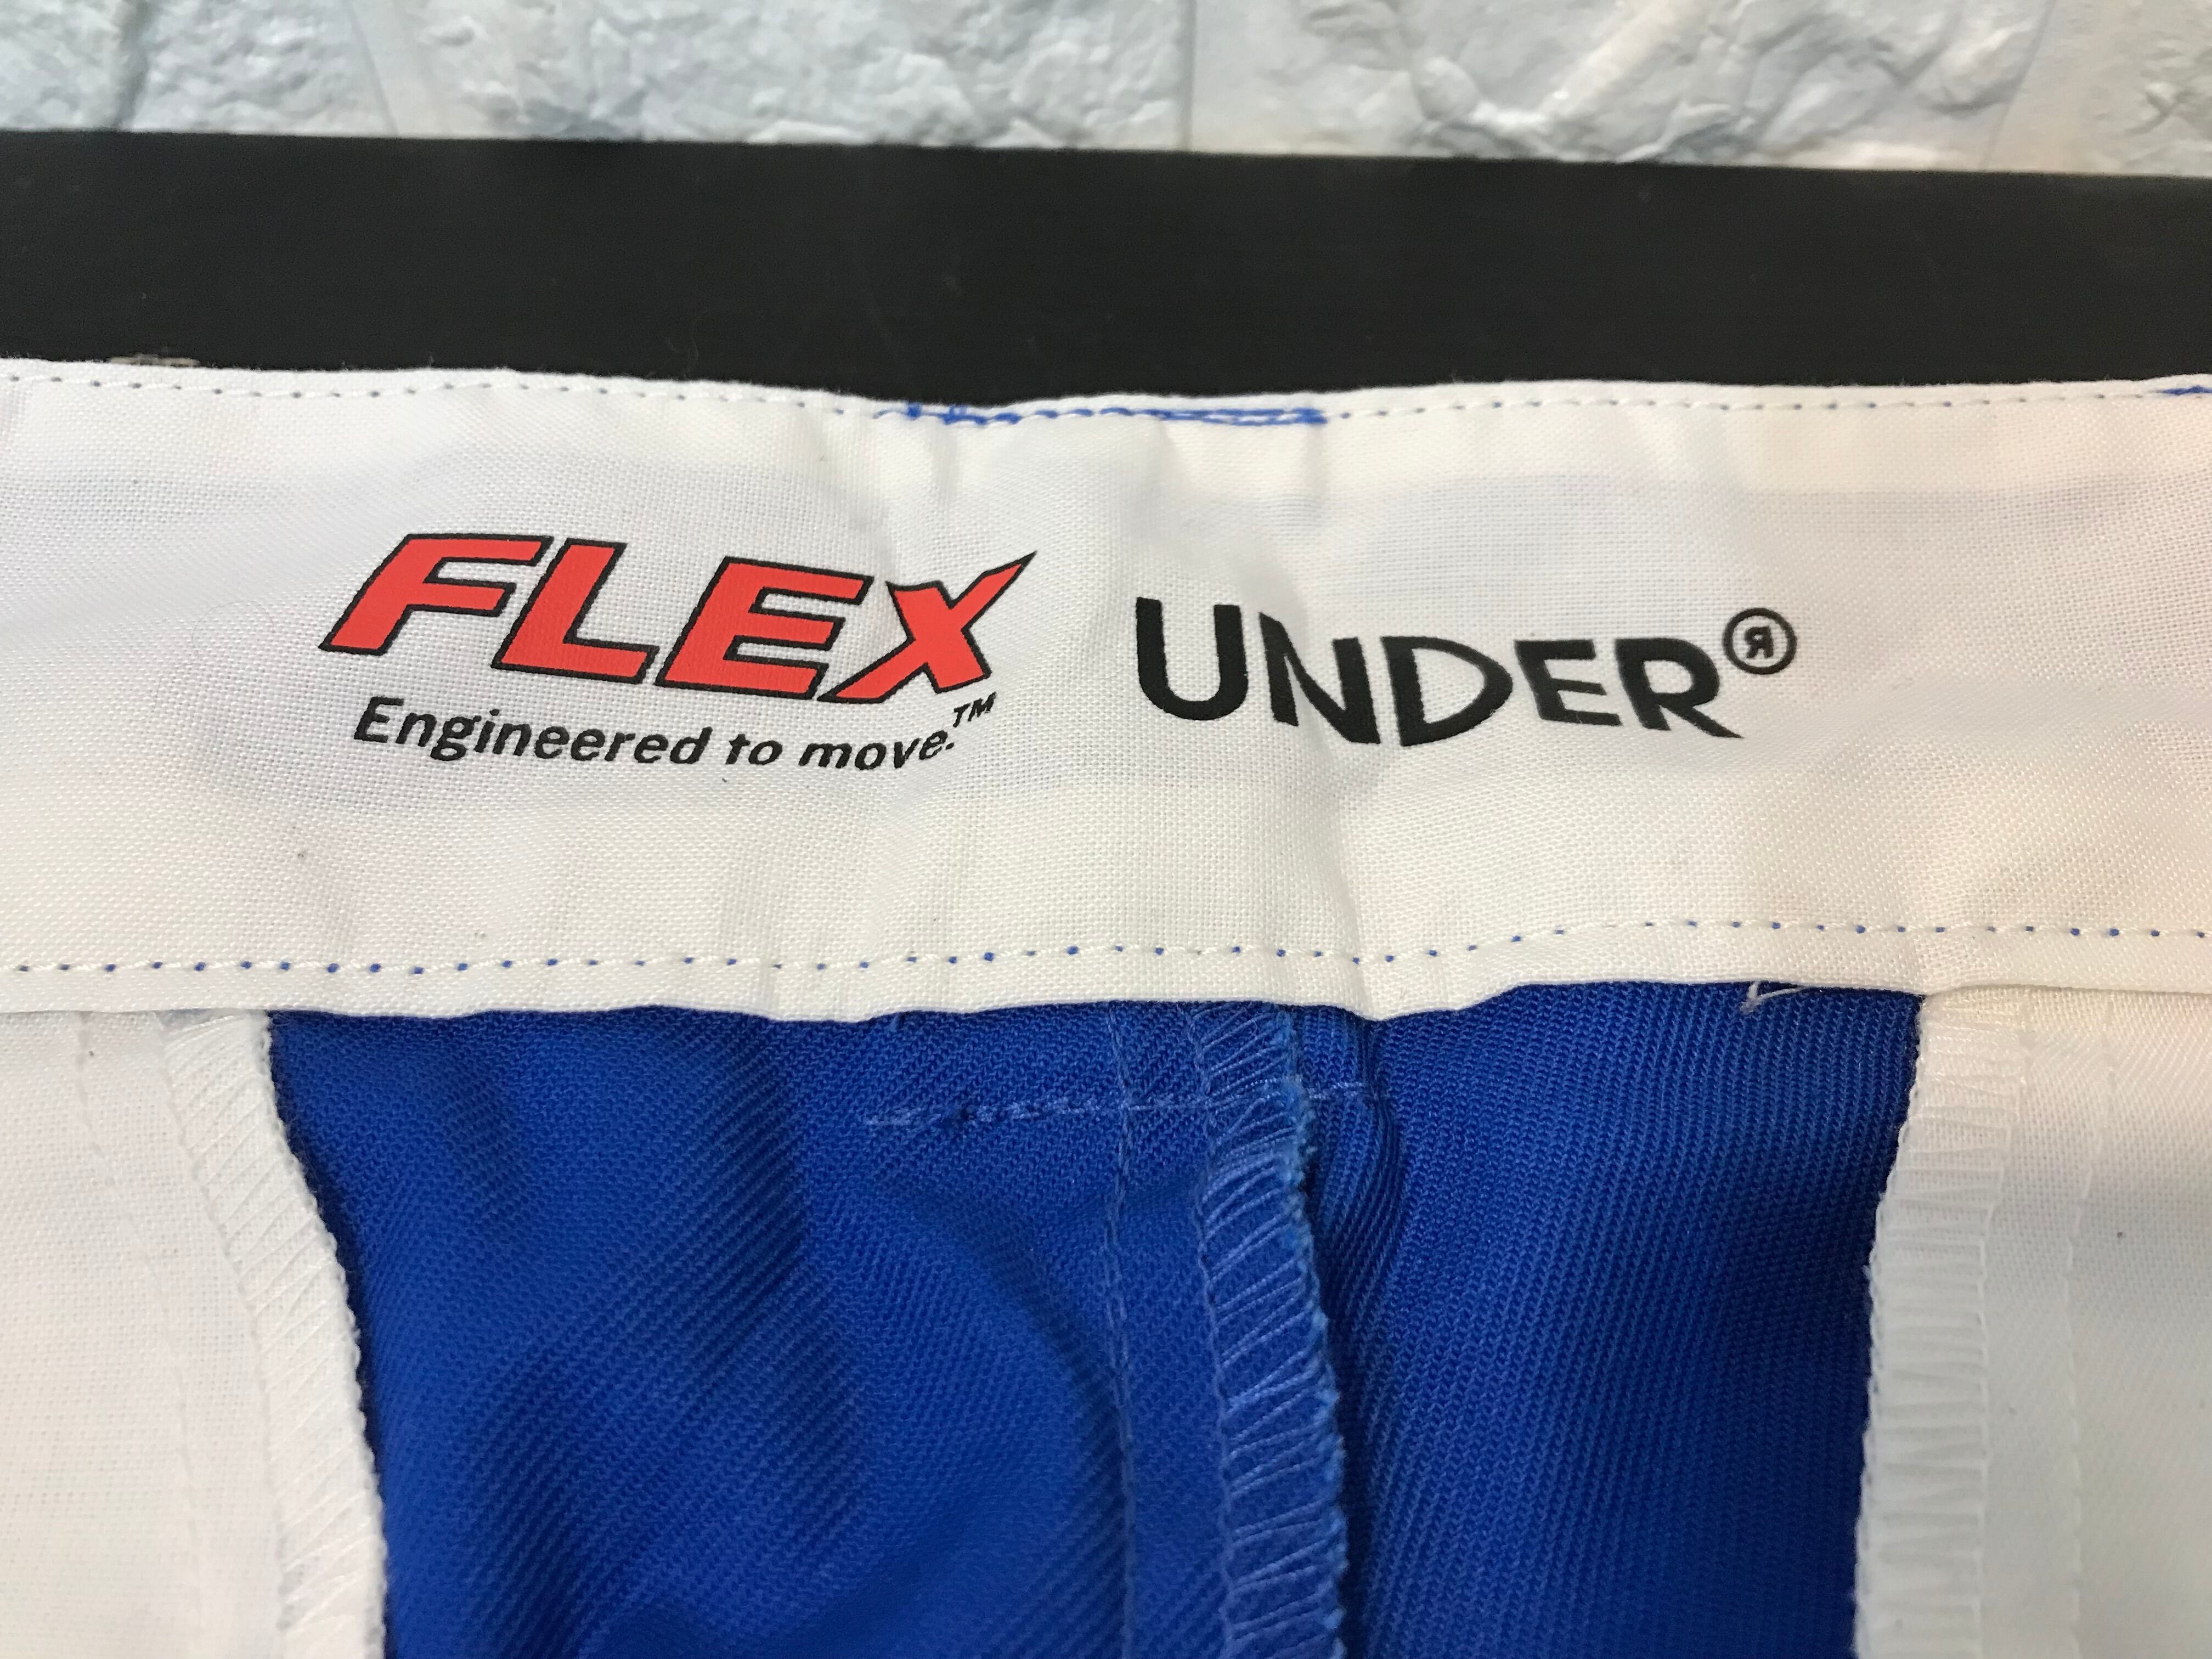 FLEX UNDER®
Engineered to move.™